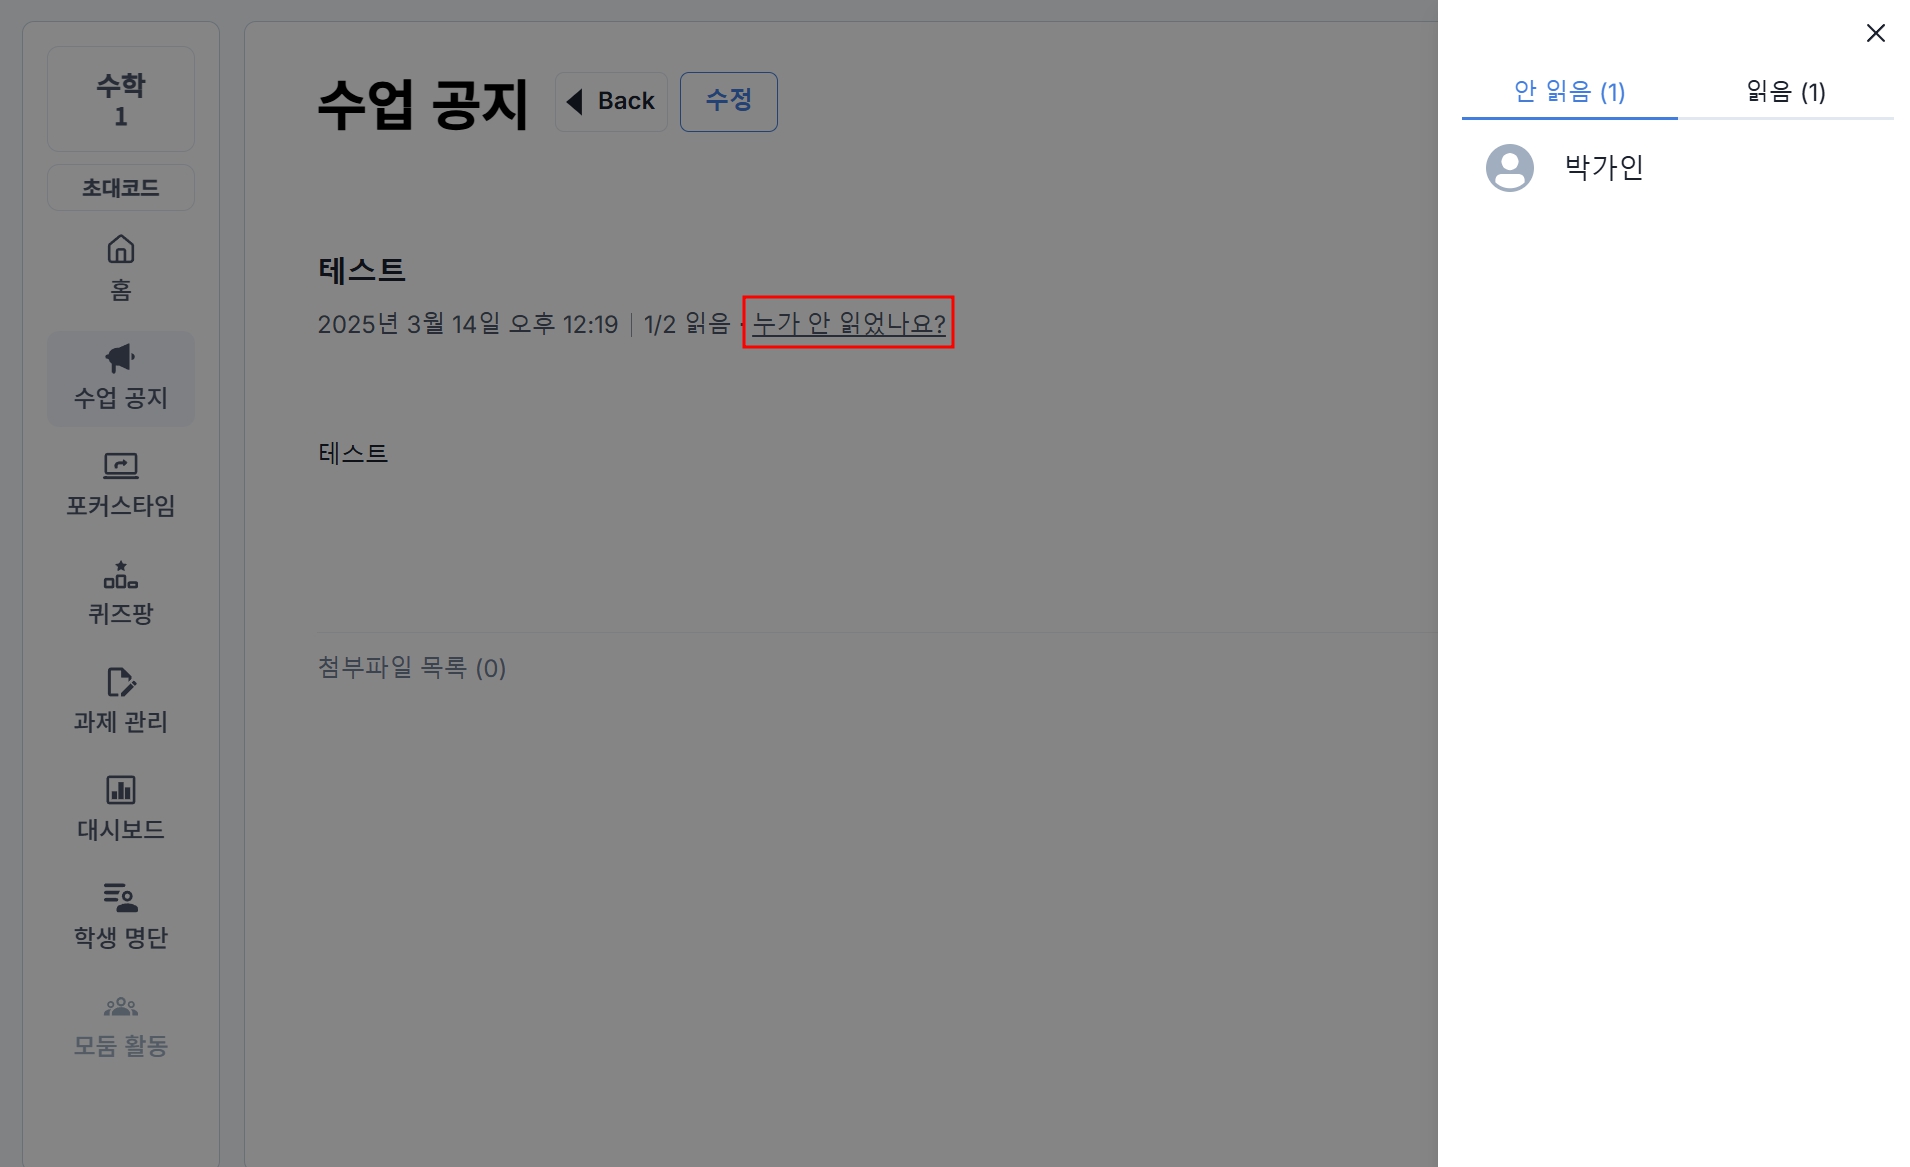 수학
1
초대코드
홈
수업 공지
포커스타임
퀴즈팡
과제 관리
대시보드
학생 명단
모둠 활동
수업 공지
Back
수정
테스트
2025년 3월 14일 오후 12:19 | 1/2 읽음 · 누가 안 읽었나요?
테스트
첨부파일 목록 (0)
안 읽음 (1)
읽음 (1)
박가인